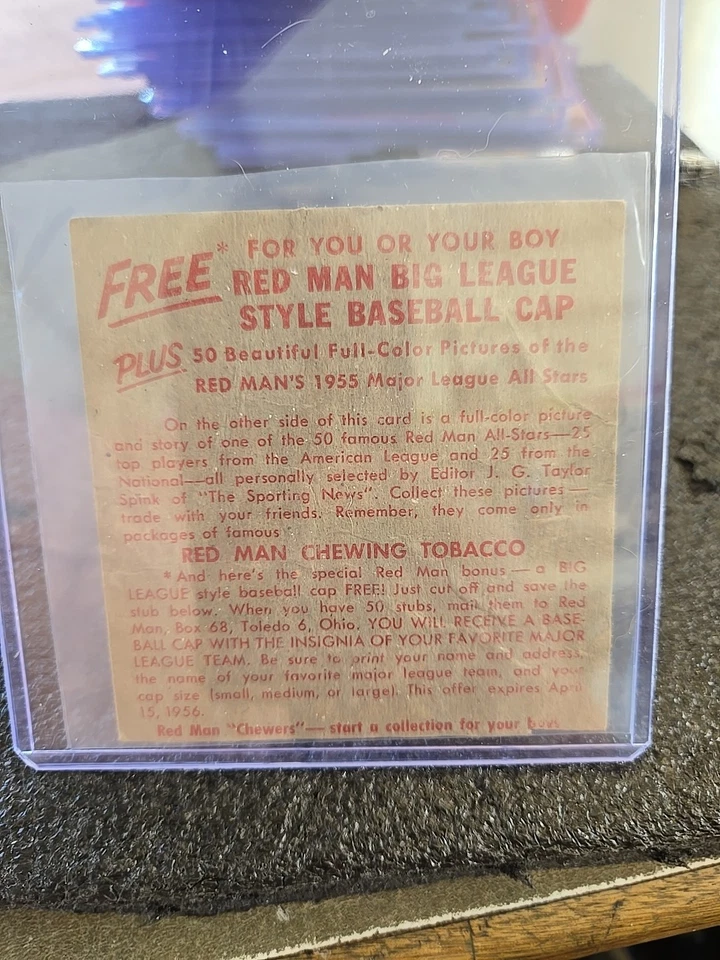 FREE* FOR YOU OR YOUR BOY
RED MAN BIG LEAGUE
STYLE BASEBALL CAP
PLUS 50 Beautiful Full-Color Pictures of the
RED MAN'S 1955 Major League All Stars
On the other side of this card is a full-color picture
and story of one of the 50 famous Red Man All-Stars—25
top players from the American League and 25 from the
National—all personally selected by Editor J. G. Taylor
Spink of "The Sporting News". Collect these pictures —
trade with your friends. Remember, they come only in
packages of famous
RED MAN CHEWING TOBACCO
*And here's the special Red Man bonus — a BIG
LEAGUE style baseball cap FREE! Just cut off and save the
stub below. When you have 50 stubs, mail them to Red
Man, Box 68, Toledo 6, Ohio. YOU WILL RECEIVE A BASE-
BALL CAP WITH THE INSIGNIA OF YOUR FAVORITE MAJOR
LEAGUE TEAM. Be sure to print your name and address,
the name of your favorite major league team, and your
cap size (small, medium, or large). This offer expires April
15, 1956.
Red Man "Chewers"— start a collection for your boys